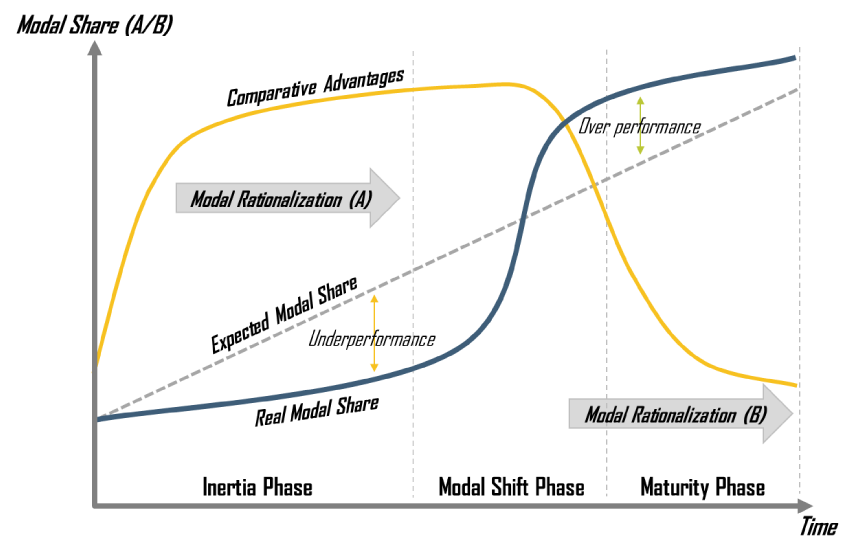 Modal Share (A/B)
Comparative Advantages
Over performance
Modal Rationalization (A)
Expected Modal Share
Underperformance
Real Modal Share
Modal Rationalization (B)
Inertia Phase
Modal Shift Phase
Maturity Phase
Time